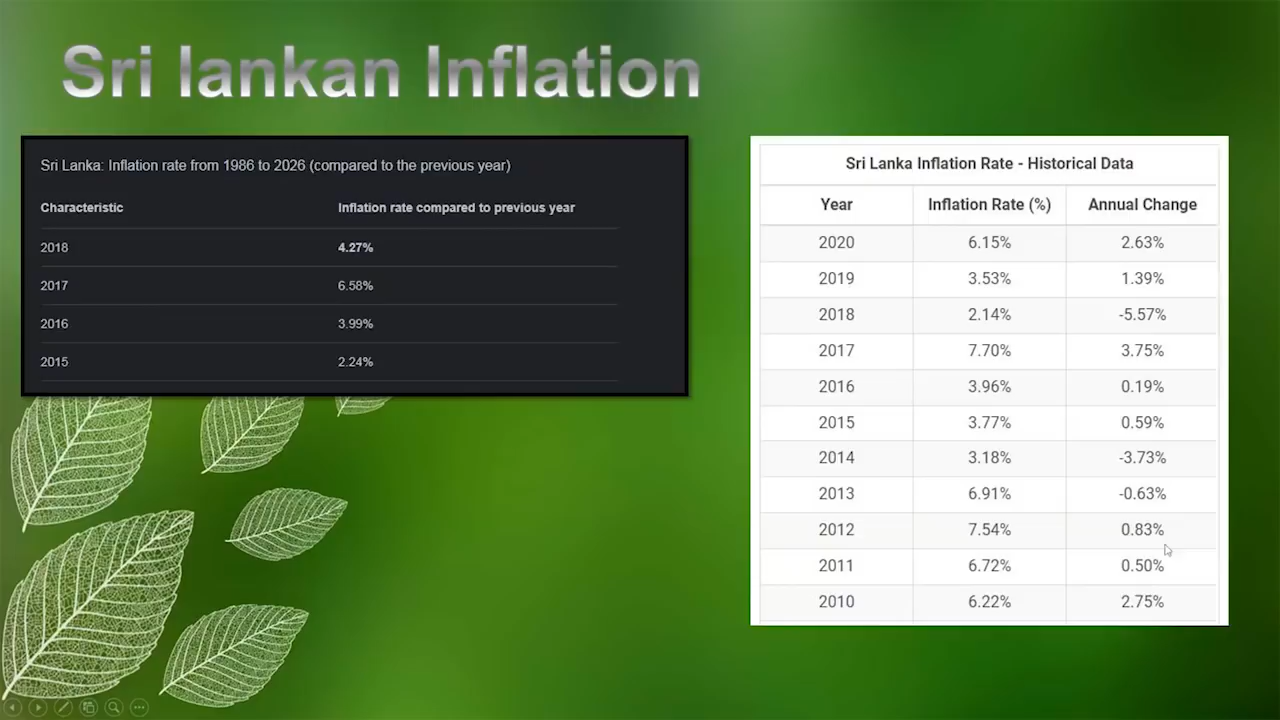 Sri lankan Inflation
Sri Lanka: Inflation rate from 1986 to 2026 (compared to the previous year)
Characteristic Inflation rate compared to previous year
2018 4.27%
2017 6.58%
2016 3.99%
2015 2.24%
Sri Lanka Inflation Rate - Historical Data
Year Inflation Rate (%) Annual Change
2020 6.15% 2.63%
2019 3.53% 1.39%
2018 2.14% -5.57%
2017 7.70% 3.75%
2016 3.96% 0.19%
2015 3.77% 0.59%
2014 3.18% -3.73%
2013 6.91% -0.63%
2012 7.54% 0.83%
2011 6.72% 0.50%
2010 6.22% 2.75%